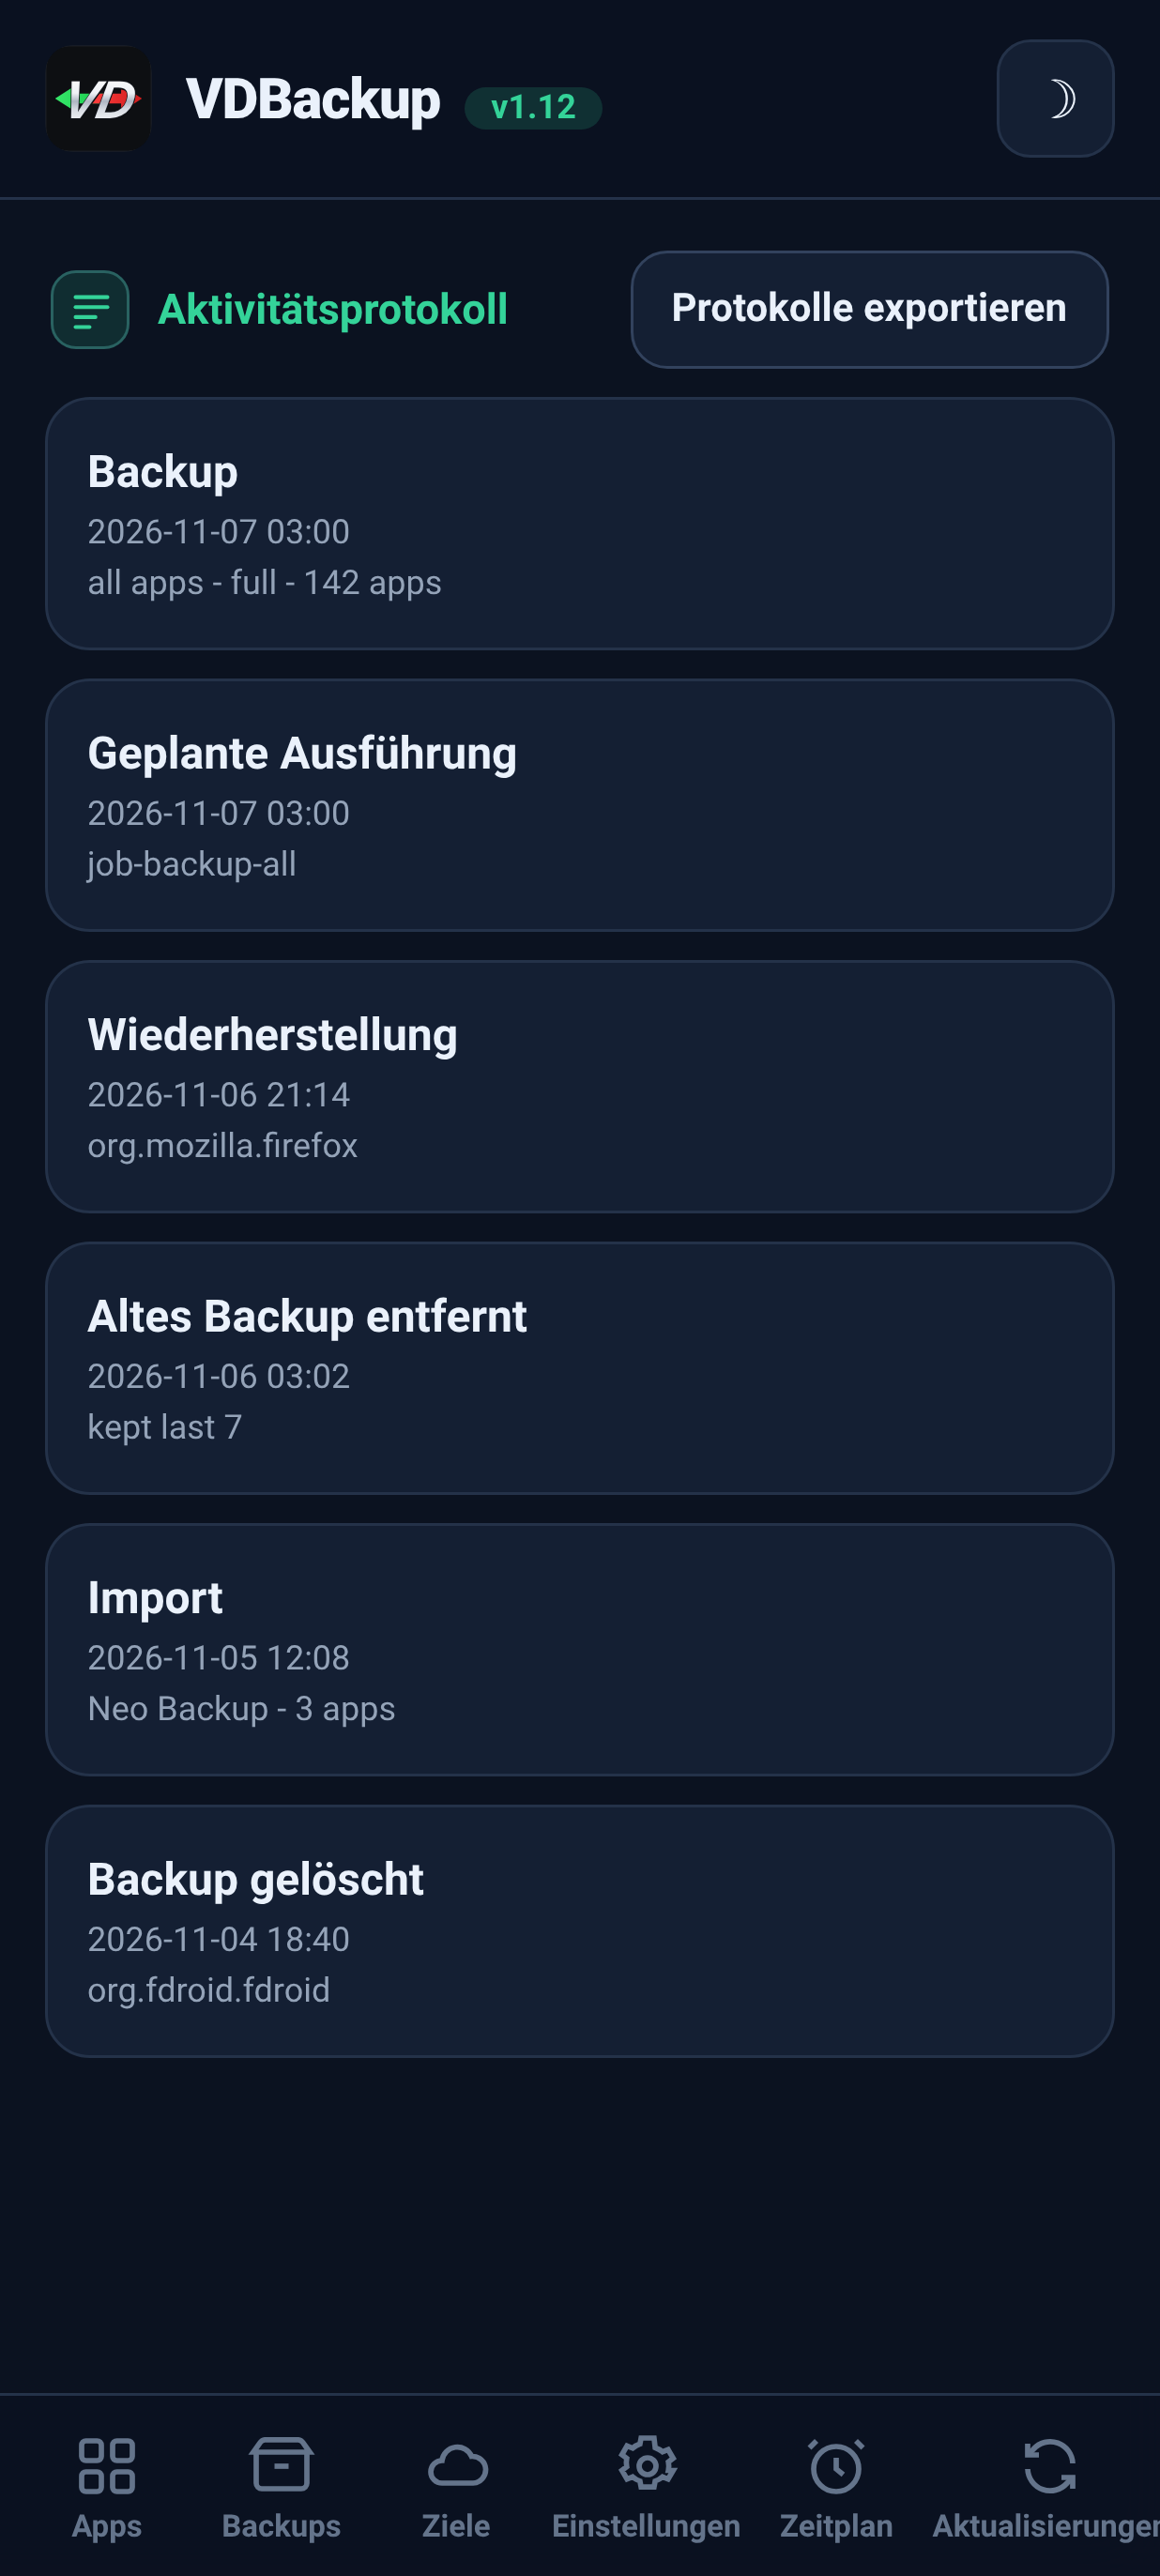 VD
VDBackup v1.12
Aktivitätsprotokoll
Protokolle exportieren
Backup
2026-11-07 03:00
all apps - full - 142 apps
Geplante Ausführung
2026-11-07 03:00
job-backup-all
Wiederherstellung
2026-11-06 21:14
org.mozilla.firefox
Altes Backup entfernt
2026-11-06 03:02
kept last 7
Import
2026-11-05 12:08
Neo Backup - 3 apps
Backup gelöscht
2026-11-04 18:40
org.fdroid.fdroid
Apps Backups Ziele Einstellungen Zeitplan Aktualisierungen